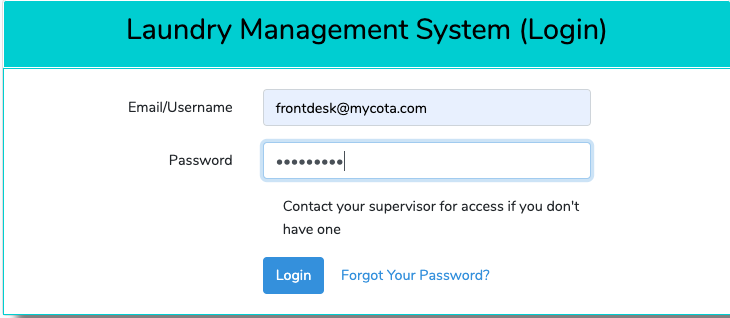 Laundry Management System (Login)
Email/Username
frontdesk@mycota.com
Password
•••••••••
Contact your supervisor for access if you don't
have one
Login
Forgot Your Password?